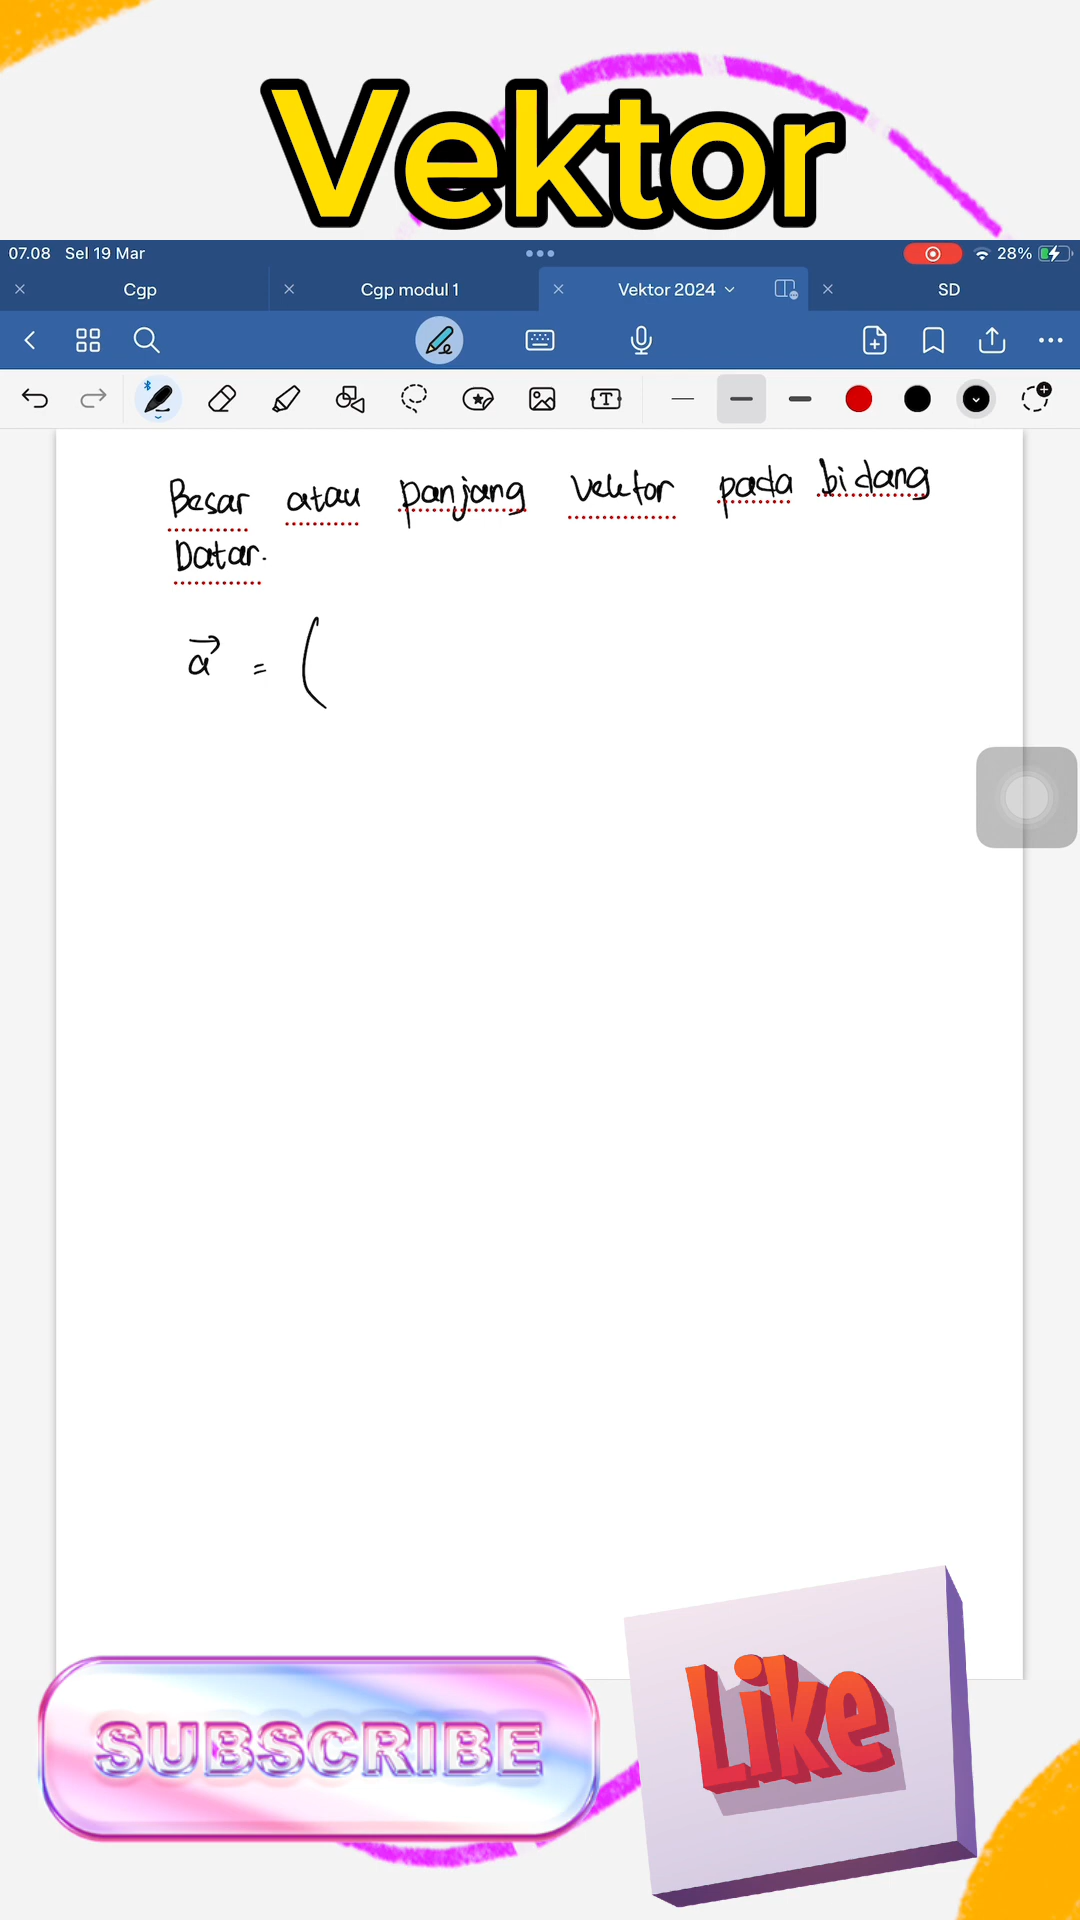 Vektor
07.08 Sel 19 Mar
28%
Cgp
Cgp modul 1
Vektor 2024
SD
T
Besar atau panjang vektor pada bidang
Datar.
a⃗ = (
SUBSCRIBE
Like